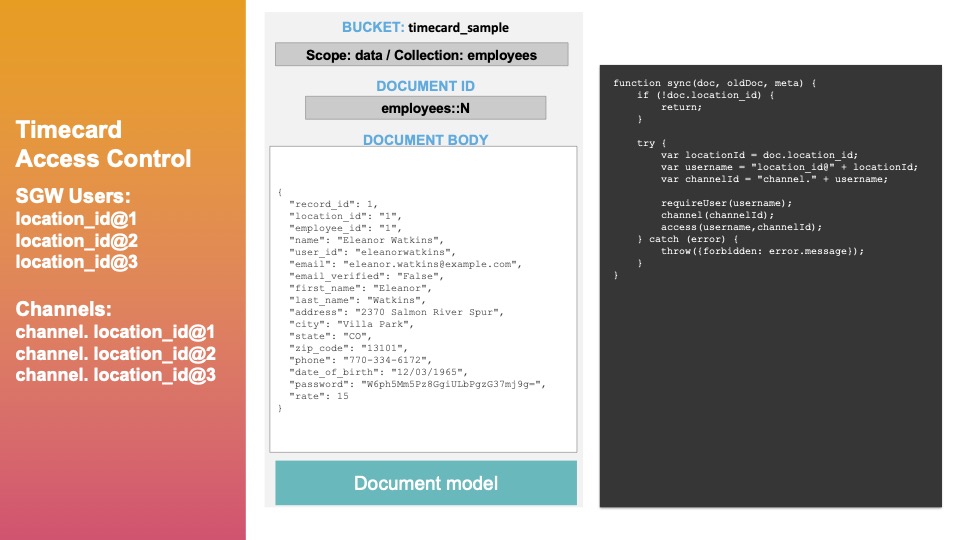 Timecard
Access Control
SGW Users:
location_id@1
location_id@2
location_id@3
Channels:
channel. location_id@1
channel. location_id@2
channel. location_id@3
BUCKET: timecard_sample
Scope: data / Collection: employees
DOCUMENT ID
employees::N
DOCUMENT BODY
{
  "record_id": 1,
  "location_id": "1",
  "employee_id": "1",
  "name": "Eleanor Watkins",
  "user_id": "eleanorwatkins",
  "email": "eleanor.watkins@example.com",
  "email_verified": "False",
  "first_name": "Eleanor",
  "last_name": "Watkins",
  "address": "2370 Salmon River Spur",
  "city": "Villa Park",
  "state": "CO",
  "zip_code": "13101",
  "phone": "770-334-6172",
  "date_of_birth": "12/03/1965",
  "password": "W6ph5Mm5Pz8GgiULbPgzG37mj9g=",
  "rate": 15
}
Document model
function sync(doc, oldDoc, meta) {
    if (!doc.location_id) {
        return;
    }
    try {
        var locationId = doc.location_id;
        var username = "location_id@" + locationId;
        var channelId = "channel." + username;
        requireUser(username);
        channel(channelId);
        access(username,channelId);
    } catch (error) {
        throw({forbidden: error.message});
    }
}